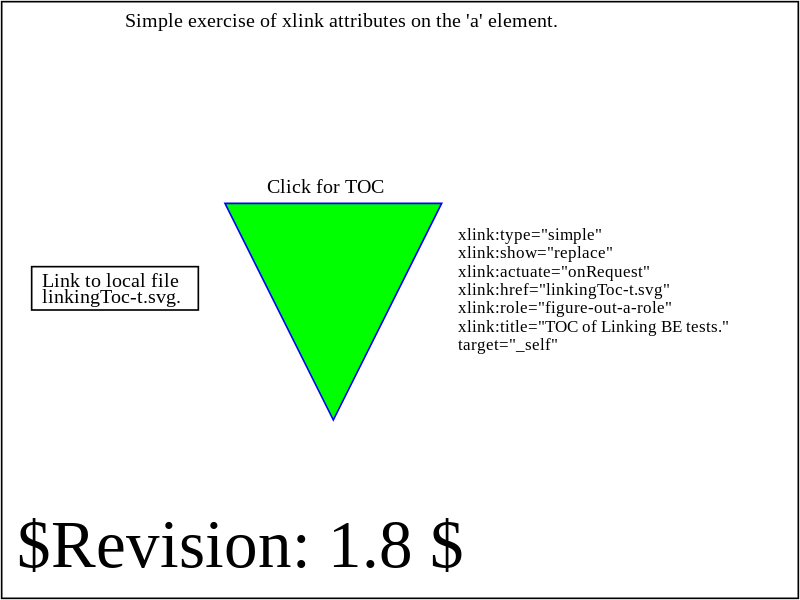 Simple exercise of xlink attributes on the 'a' element.
Click for TOC
Link to local file
linkingToc-t.svg.
xlink:type="simple"
xlink:show="replace"
xlink:actuate="onRequest"
xlink:href="linkingToc-t.svg"
xlink:role="figure-out-a-role"
xlink:title="TOC of Linking BE tests."
target="_self"
$Revision: 1.8 $